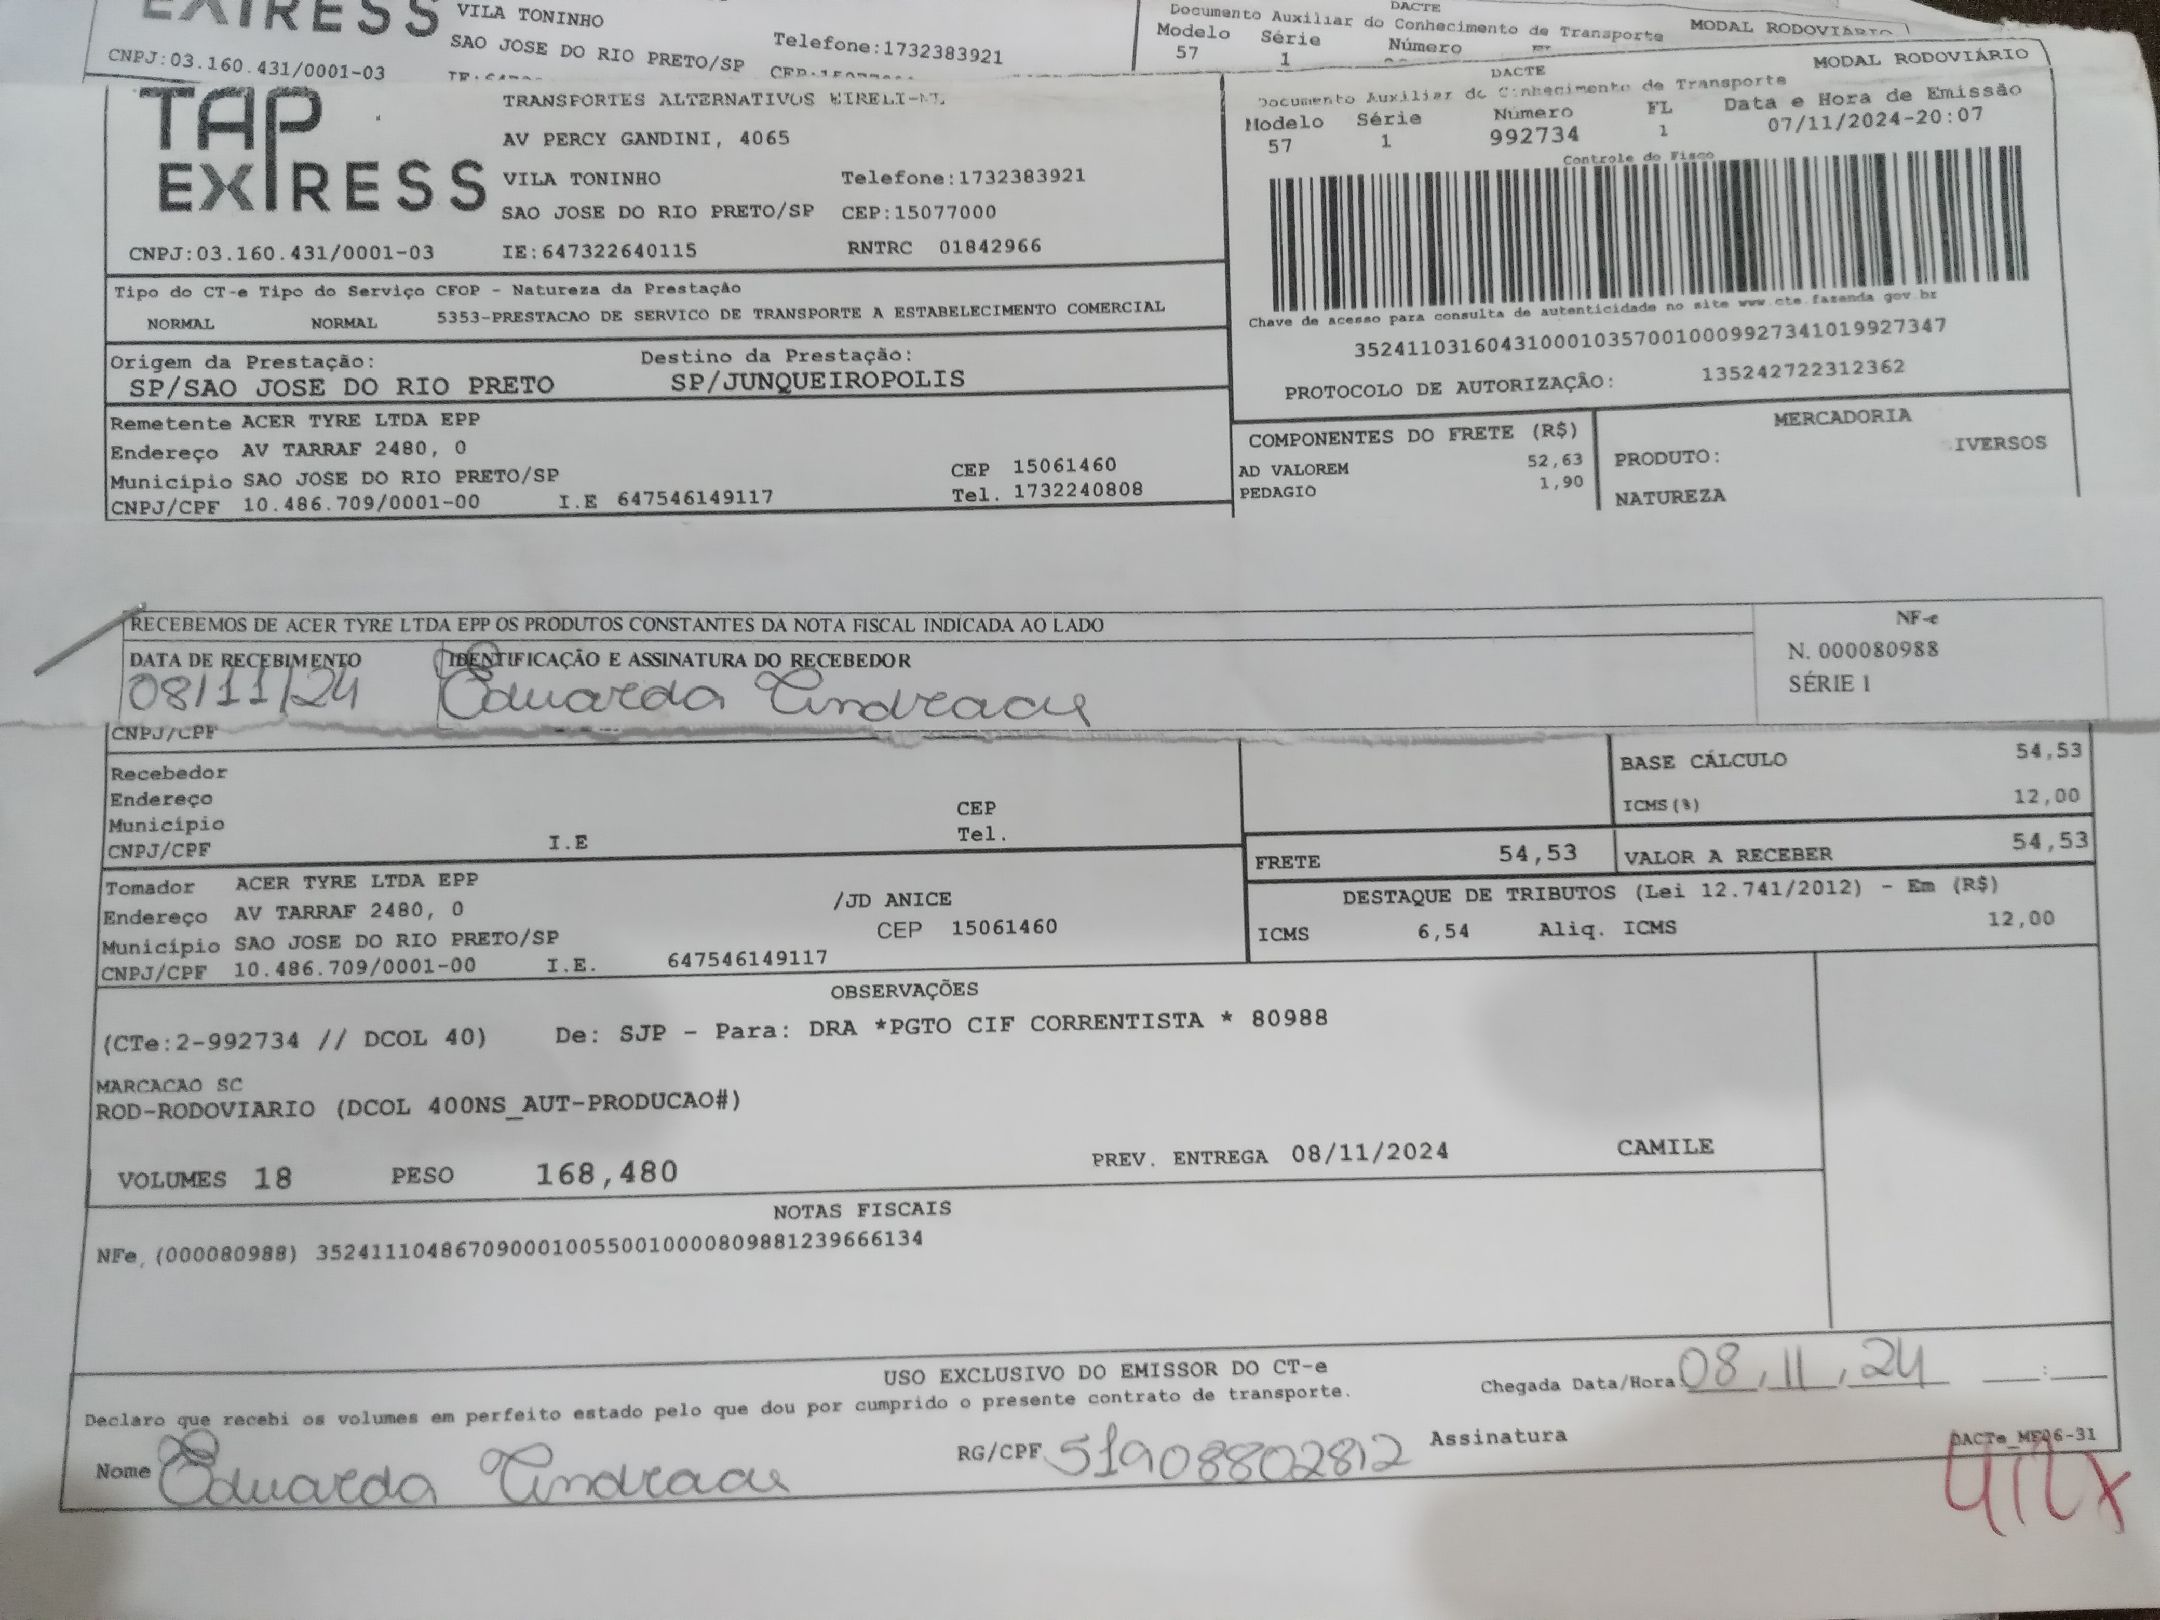 EXPRESS
VILA TONINHO
CNPJ:03.160.431/0001-03
SAO JOSE DO RIO PRETO/SP Telefone:1732383921
DACTE
Documento Auxiliar do Conhecimento de Transporte MODAL RODOVIÁRIO
Modelo Série Número
57 1
TAP EXPRESS
TRANSPORTES ALTERNATIVOS EIRELI-ME
AV PERCY GANDINI, 4065
VILA TONINHO Telefone:1732383921
SAO JOSE DO RIO PRETO/SP CEP:15077000
CNPJ:03.160.431/0001-03 IE:647322640115 RNTRC 01842966
DACTE MODAL RODOVIÁRIO
Documento Auxiliar do Conhecimento de Transporte
Modelo Série Número FL Data e Hora de Emissão
57 1 992734 1 07/11/2024-20:07
Controle do Fisco
Chave de acesso para consulta de autenticidade no site www.cte.fazenda gov.br
35241103160431000103570010009927341019927347
PROTOCOLO DE AUTORIZAÇÃO: 135242722312362
Tipo do CT-e Tipo do Serviço CFOP - Natureza da Prestação
NORMAL NORMAL 5353-PRESTACAO DE SERVICO DE TRANSPORTE A ESTABELECIMENTO COMERCIAL
Origem da Prestação: Destino da Prestação:
SP/SAO JOSE DO RIO PRETO SP/JUNQUEIROPOLIS
Remetente ACER TYRE LTDA EPP
Endereço AV TARRAF 2480, 0
Município SAO JOSE DO RIO PRETO/SP CEP 15061460
CNPJ/CPF 10.486.709/0001-00 I.E 647546149117 Tel. 1732240808
COMPONENTES DO FRETE (R$)
AD VALOREM 52,63
PEDAGIO 1,90
MERCADORIA
PRODUTO: IVERSOS
NATUREZA
RECEBEMOS DE ACER TYRE LTDA EPP OS PRODUTOS CONSTANTES DA NOTA FISCAL INDICADA AO LADO
DATA DE RECEBIMENTO IDENTIFICAÇÃO E ASSINATURA DO RECEBEDOR
08/11/24 Eduarda Andrade
NF-e
N. 000080988
SÉRIE 1
CNPJ/CPF
Recebedor
Endereço
Município CEP
CNPJ/CPF I.E Tel.
BASE CÁLCULO 54,53
ICMS(%) 12,00
FRETE 54,53 VALOR A RECEBER 54,53
Tomador ACER TYRE LTDA EPP
Endereço AV TARRAF 2480, 0 /JD ANICE
Município SAO JOSE DO RIO PRETO/SP CEP 15061460
CNPJ/CPF 10.486.709/0001-00 I.E. 647546149117
DESTAQUE DE TRIBUTOS (Lei 12.741/2012) - Em (R$)
ICMS 6,54 Aliq. ICMS 12,00
OBSERVAÇÕES
(CTe:2-992734 // DCOL 40) De: SJP - Para: DRA *PGTO CIF CORRENTISTA * 80988
MARCACAO SC
ROD-RODOVIARIO (DCOL 400NS_AUT-PRODUCAO#)
VOLUMES 18 PESO 168,480 PREV. ENTREGA 08/11/2024 CAMILE
NOTAS FISCAIS
NFe, (000080988) 35241110486709000100550010000809881239666134
USO EXCLUSIVO DO EMISSOR DO CT-e
Declaro que recebi os volumes em perfeito estado pelo que dou por cumprido o presente contrato de transporte.
Chegada Data/Hora 08/11/24 :
Nome Eduarda Andrade RG/CPF 51908802812 Assinatura
DACTe_MF06-31